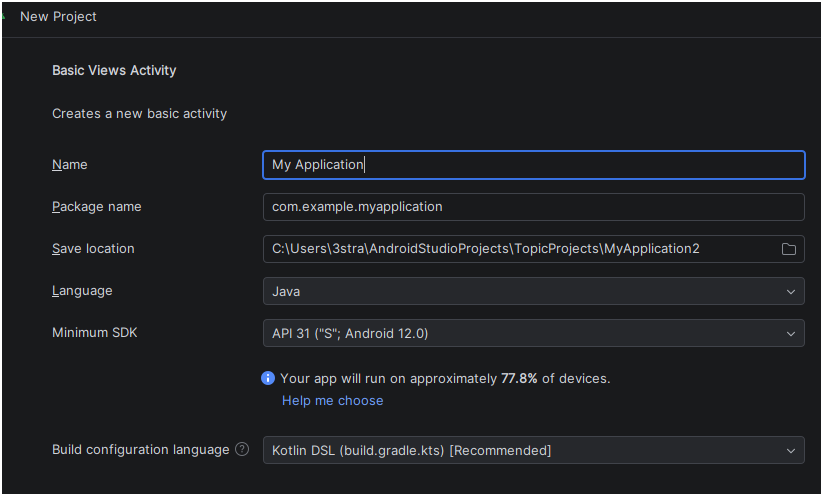 New Project
Basic Views Activity
Creates a new basic activity
Name My Application
Package name com.example.myapplication
Save location C:\Users\3stra\AndroidStudioProjects\TopicProjects\MyApplication2
Language Java
Minimum SDK API 31 ("S"; Android 12.0)
Your app will run on approximately 77.8% of devices.
Help me choose
Build configuration language ? Kotlin DSL (build.gradle.kts) [Recommended]